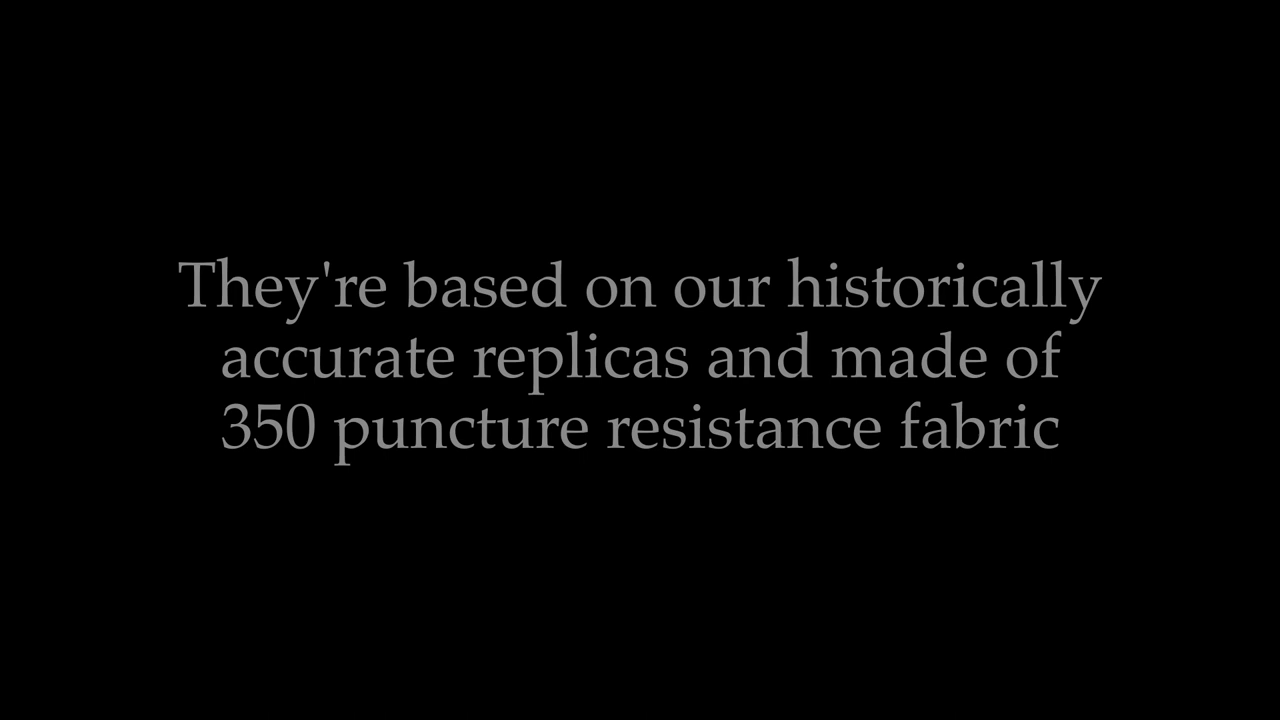 They're based on our historically
accurate replicas and made of
350 puncture resistance fabric